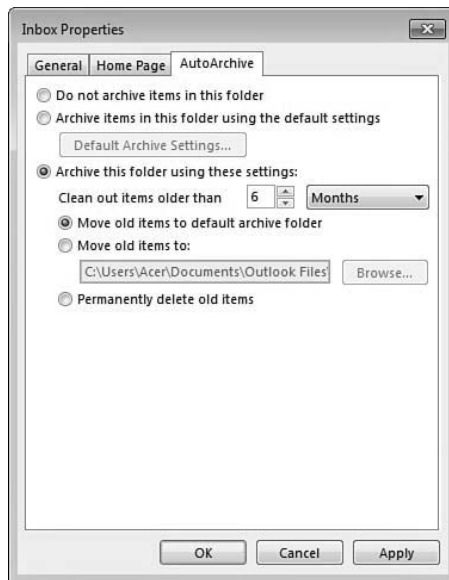 Inbox Properties
General Home Page AutoArchive
Do not archive items in this folder
Archive items in this folder using the default settings
Default Archive Settings...
Archive this folder using these settings:
Clean out items older than 6 Months
Move old items to default archive folder
Move old items to:
C:\Users\Acer\Documents\Outlook Files\ Browse...
Permanently delete old items
OK Cancel Apply